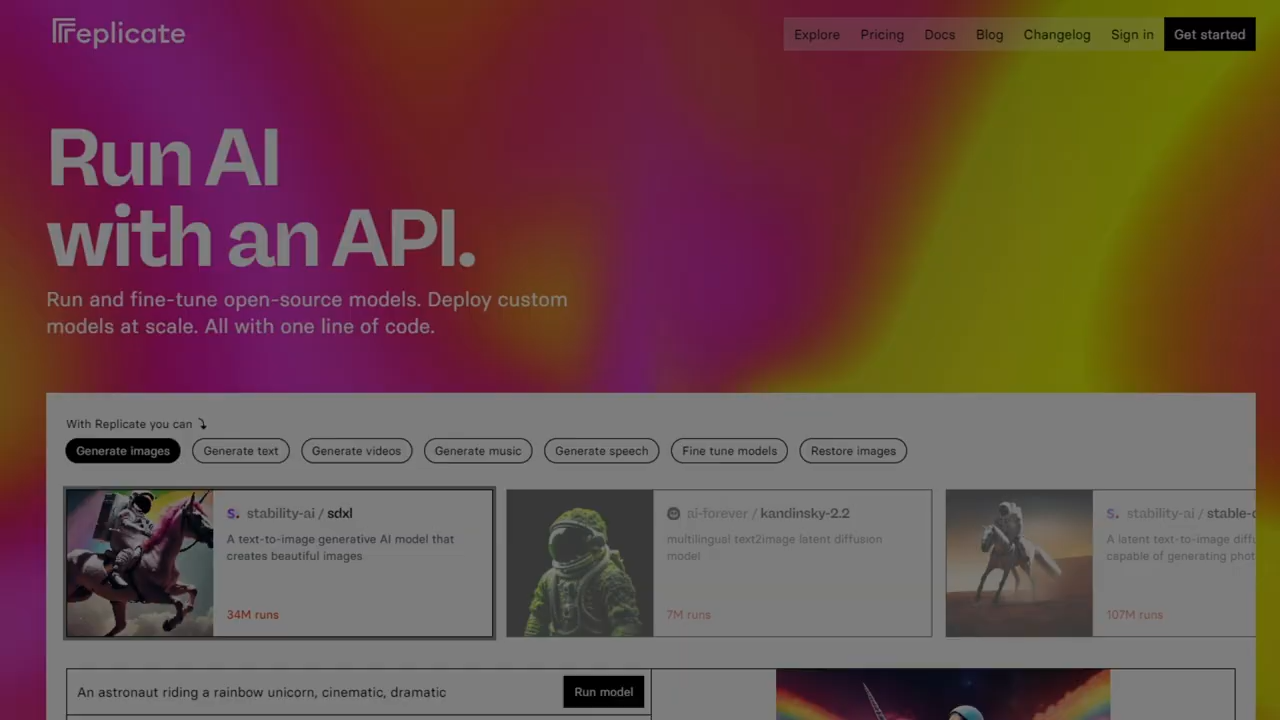 replicate
Explore Pricing Docs Blog Changelog Sign in Get started
Run AI
with an API.
Run and fine-tune open-source models. Deploy custom
models at scale. All with one line of code.
With Replicate you can
Generate images Generate text Generate videos Generate music Generate speech Fine tune models Restore images
stability-ai / sdxl
A text-to-image generative AI model that
creates beautiful images
34M runs
ai-forever / kandinsky-2.2
multilingual text2image latent diffusion
model
7M runs
stability-ai / stable-
A latent text-to-image diffu
capable of generating phot
107M runs
An astronaut riding a rainbow unicorn, cinematic, dramatic
Run model